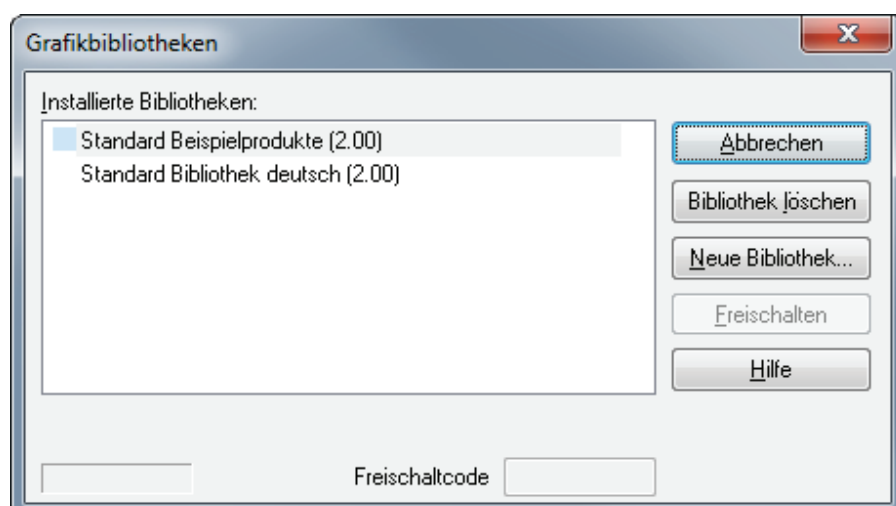 Grafikbibliotheken
Installierte Bibliotheken:
Standard Beispielprodukte (2.00)
Standard Bibliothek deutsch (2.00)
Abbrechen
Bibliothek löschen
Neue Bibliothek...
Freischalten
Hilfe
Freischaltcode